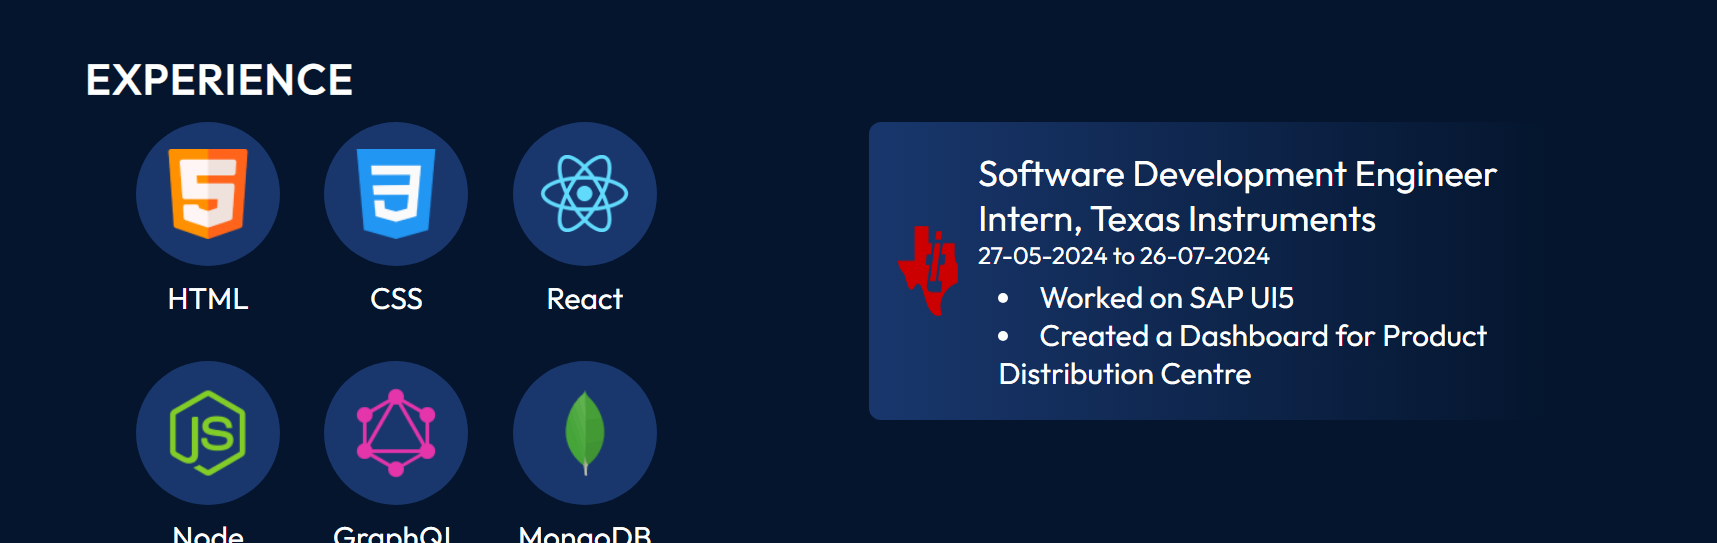 EXPERIENCE
HTML
CSS
React
Node
GraphQL
MongoDB
Software Development Engineer
Intern, Texas Instruments
27-05-2024 to 26-07-2024
• Worked on SAP UI5
• Created a Dashboard for Product
Distribution Centre